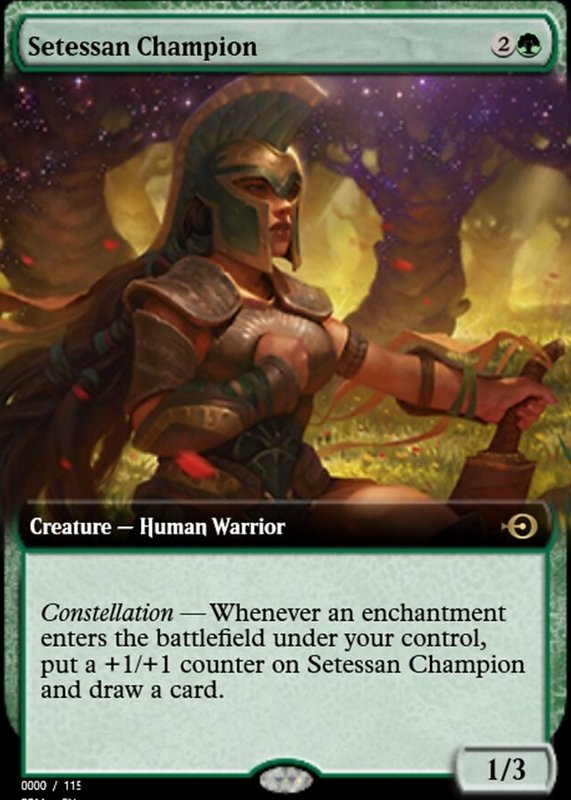 Setessan Champion 2
Creature — Human Warrior
Constellation — Whenever an enchantment
enters the battlefield under your control,
put a +1/+1 counter on Setessan Champion
and draw a card.
1/3
0000 / 115